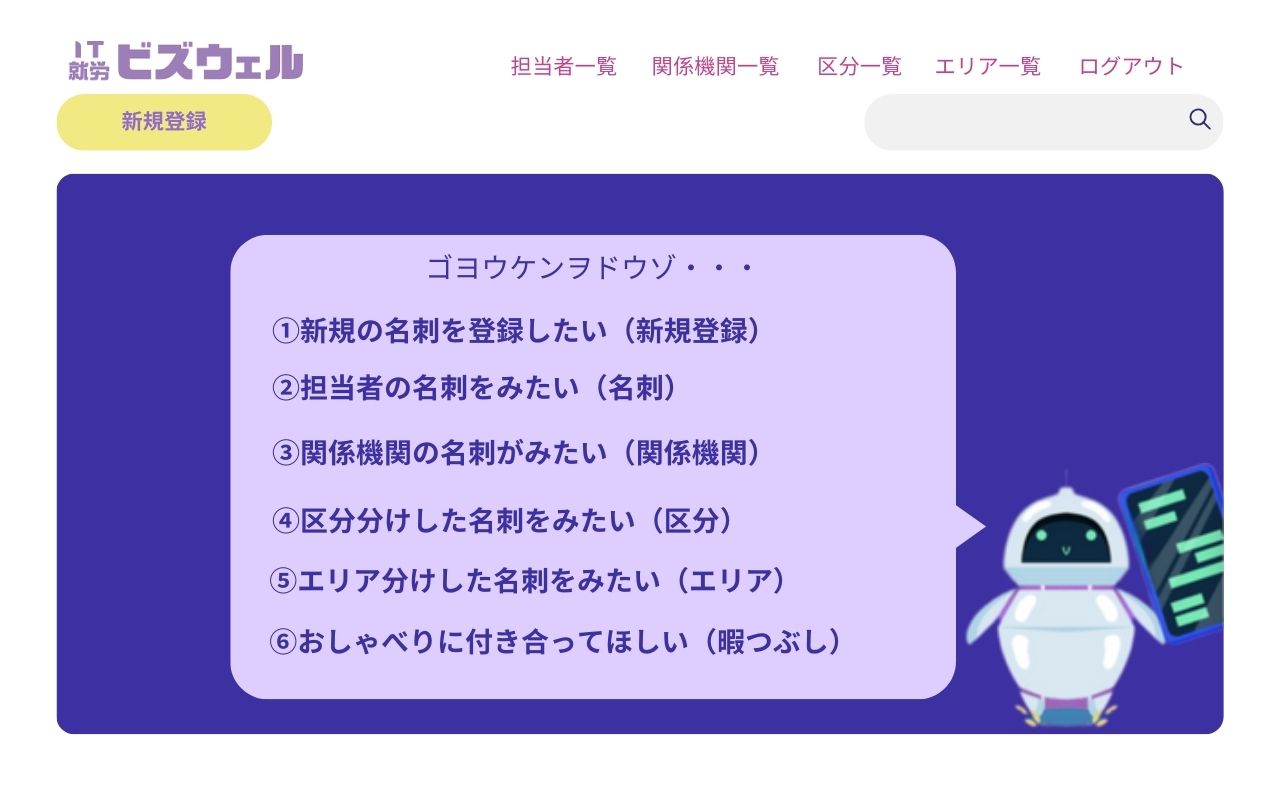 IT就労 ビズウェル
担当者一覧 関係機関一覧 区分一覧 エリア一覧 ログアウト
新規登録
ゴヨウケンヲドウゾ・・・
①新規の名刺を登録したい（新規登録）
②担当者の名刺をみたい（名刺）
③関係機関の名刺がみたい（関係機関）
④区分分けした名刺をみたい（区分）
⑤エリア分けした名刺をみたい（エリア）
⑥おしゃべりに付き合ってほしい（暇つぶし）